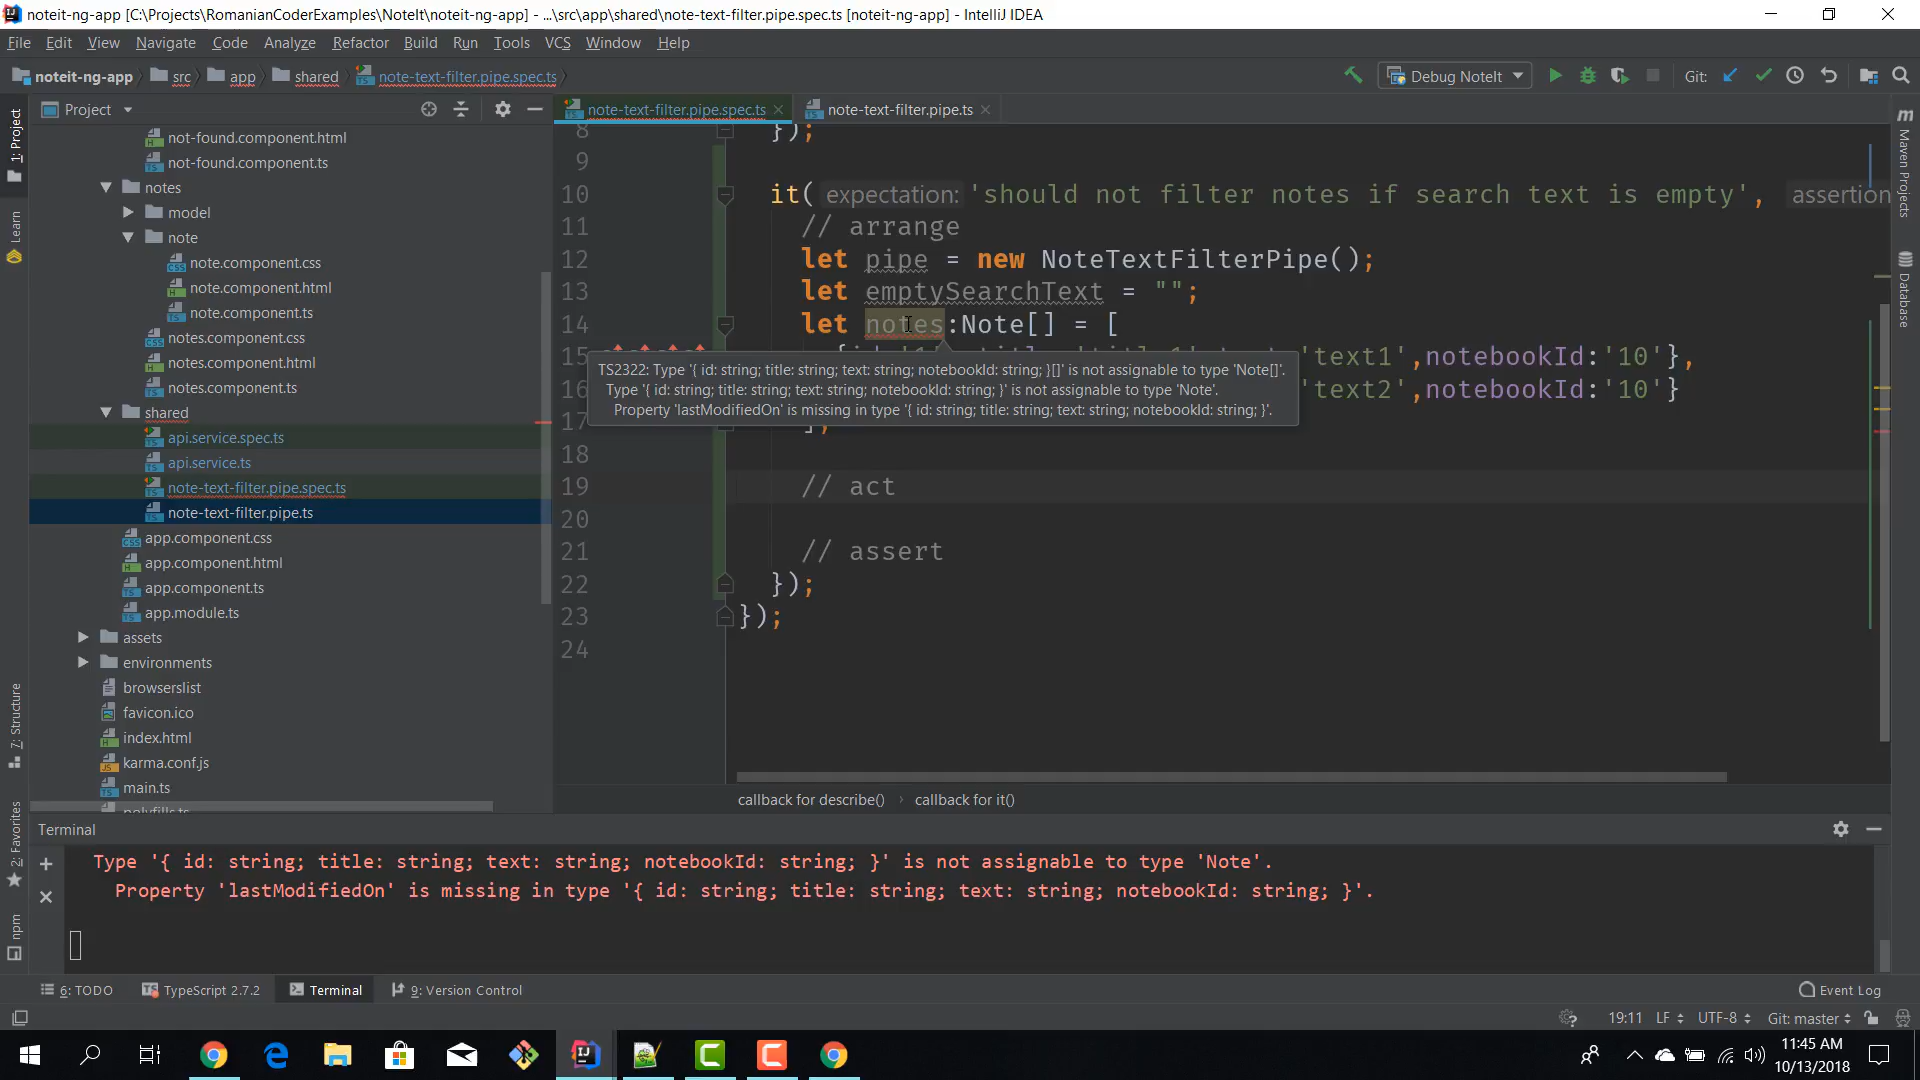 noteit-ng-app [C:\Projects\RomanianCoderExamples\NoteIt\noteit-ng-app] - ...\src\app\shared\note-text-filter.pipe.spec.ts [noteit-ng-app] - IntelliJ IDEA
File Edit View Navigate Code Analyze Refactor Build Run Tools VCS Window Help
noteit-ng-app src app shared note-text-filter.pipe.spec.ts Debug NoteIt Git:
Project note-text-filter.pipe.spec.ts note-text-filter.pipe.ts
1: Project
Learn
7: Structure
2: Favorites
npm
not-found.component.html
not-found.component.ts
notes
model
note
note.component.css
note.component.html
note.component.ts
notes.component.css
notes.component.html
notes.component.ts
shared
api.service.spec.ts
api.service.ts
note-text-filter.pipe.spec.ts
note-text-filter.pipe.ts
app.component.css
app.component.html
app.component.ts
app.module.ts
assets
environments
browserslist
favicon.ico
index.html
karma.conf.js
main.ts
polyfills.ts
8 });
9
10 it( expectation: 'should not filter notes if search text is empty', assertion
11 // arrange
12 let pipe = new NoteTextFilterPipe();
13 let emptySearchText = "";
14 let notes:Note[] = [
15 'text1',notebookId:'10'},
16 'text2',notebookId:'10'}
17 ];
18
19 // act
20
21 // assert
22 });
23 });
24
TS2322: Type '{ id: string; title: string; text: string; notebookId: string; }[]' is not assignable to type 'Note[]'.
Type '{ id: string; title: string; text: string; notebookId: string; }' is not assignable to type 'Note'.
Property 'lastModifiedOn' is missing in type '{ id: string; title: string; text: string; notebookId: string; }'.
m Maven Projects
Database
callback for describe() › callback for it()
Terminal
Type '{ id: string; title: string; text: string; notebookId: string; }' is not assignable to type 'Note'.
Property 'lastModifiedOn' is missing in type '{ id: string; title: string; text: string; notebookId: string; }'.
6: TODO TypeScript 2.7.2 Terminal 9: Version Control Event Log
19:11 LF UTF-8 Git: master
11:45 AM
10/13/2018